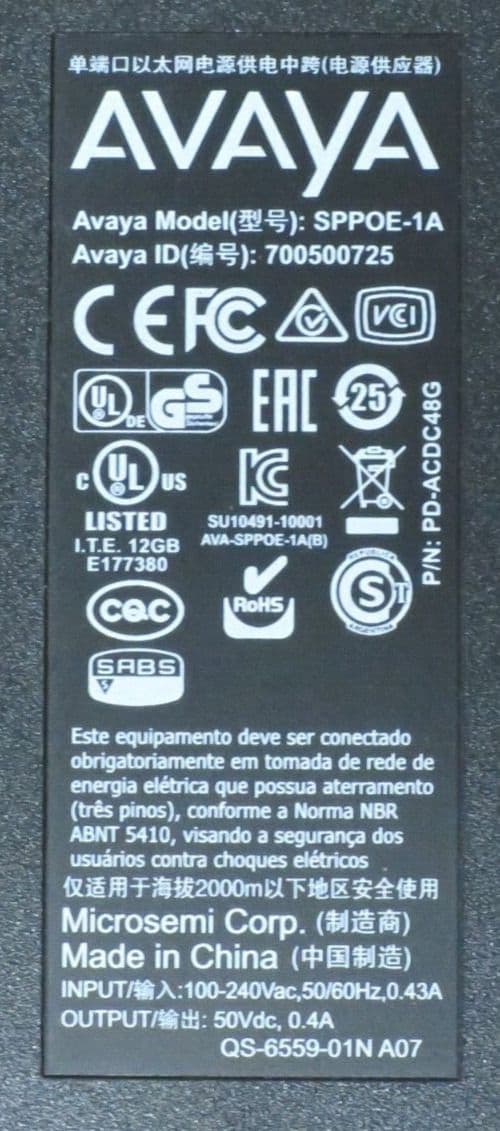 单端口以太网电源供电中跨(电源供应器)
AVAYA
Avaya Model(型号): SPPOE-1A
Avaya ID(编号): 700500725
CE FC VCCI
UL DE GS EAC 25
C UL US
LISTED
I.T.E. 12GB
E177380
SU10491-10001
AVA-SPPOE-1A(B)
P/N: PD-ACDC48G
CQC
RoHS
REPUBLICA
S T
ARGENTINA
SABS
S
Este equipamento deve ser conectado
obrigatoriamente em tomada de rede de
energia elétrica que possua aterramento
(três pinos), conforme a Norma NBR
ABNT 5410, visando a segurança dos
usuários contra choques elétricos
仅适用于海拔2000m以下地区安全使用
Microsemi Corp. (制造商)
Made in China (中国制造)
INPUT/输入:100-240Vac,50/60Hz,0.43A
OUTPUT/输出: 50Vdc, 0.4A
QS-6559-01N A07